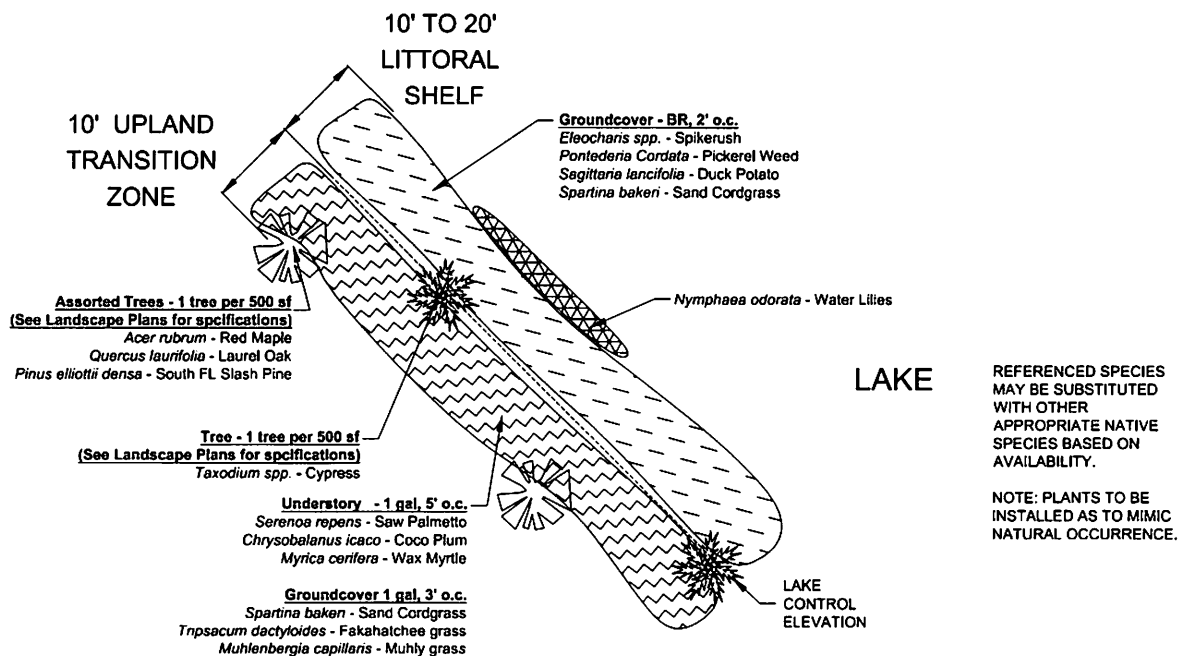 10' TO 20'
LITTORAL
SHELF
10' UPLAND
TRANSITION
ZONE
Groundcover - BR, 2' o.c.
Eleocharis spp. - Spikerush
Pontederia Cordata - Pickerel Weed
Sagittaria lancifolia - Duck Potato
Spartina bakeri - Sand Cordgrass
Nymphaea odorata - Water Lilies
Assorted Trees - 1 tree per 500 sf
(See Landscape Plans for spcifications)
Acer rubrum - Red Maple
Quercus laurifolia - Laurel Oak
Pinus elliottii densa - South FL Slash Pine
LAKE
REFERENCED SPECIES
MAY BE SUBSTITUTED
WITH OTHER
APPROPRIATE NATIVE
SPECIES BASED ON
AVAILABILITY.
NOTE: PLANTS TO BE
INSTALLED AS TO MIMIC
NATURAL OCCURRENCE.
Tree - 1 tree per 500 sf
(See Landscape Plans for spcifications)
Taxodium spp. - Cypress
Understory - 1 gal, 5' o.c.
Serenoa repens - Saw Palmetto
Chrysobalanus icaco - Coco Plum
Myrica cerifera - Wax Myrtle
Groundcover 1 gal, 3' o.c.
Spartina bakeri - Sand Cordgrass
Tripsacum dactyloides - Fakahatchee grass
Muhlenbergia capillaris - Muhly grass
LAKE
CONTROL
ELEVATION